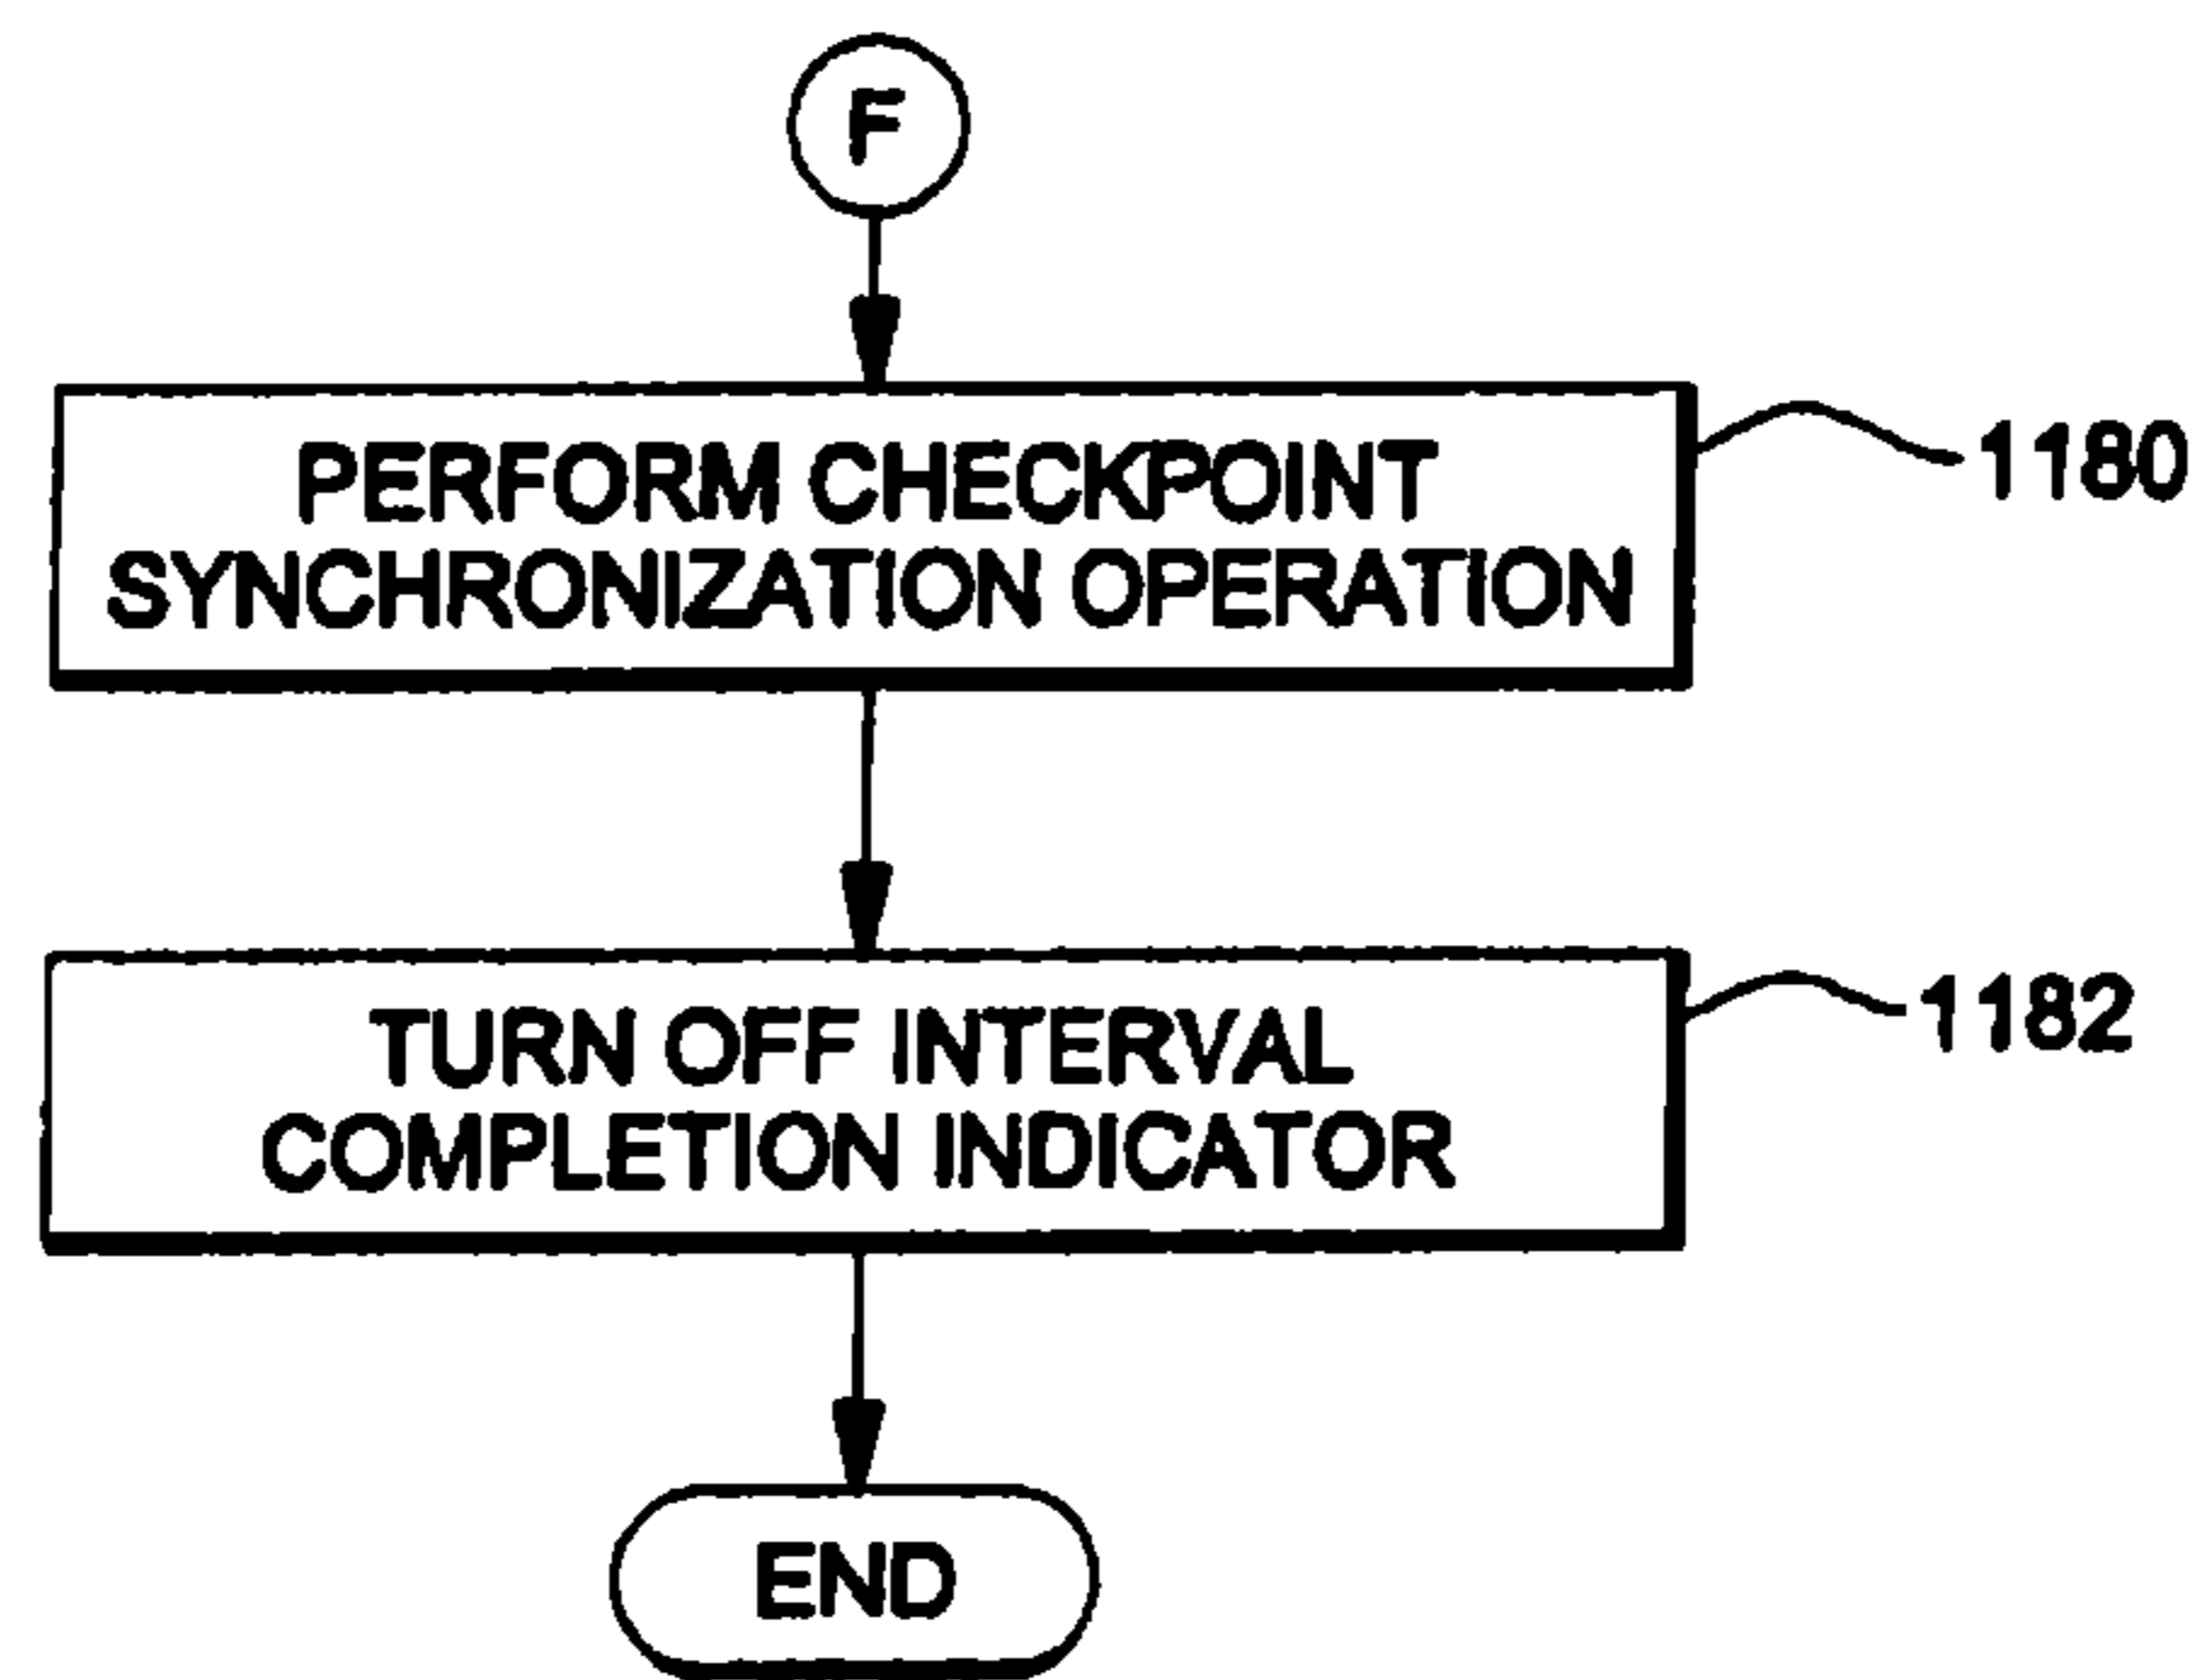 F
PERFORM CHECKPOINT
SYNCHRONIZATION OPERATION
1180
TURN OFF INTERVAL
COMPLETION INDICATOR
1182
END